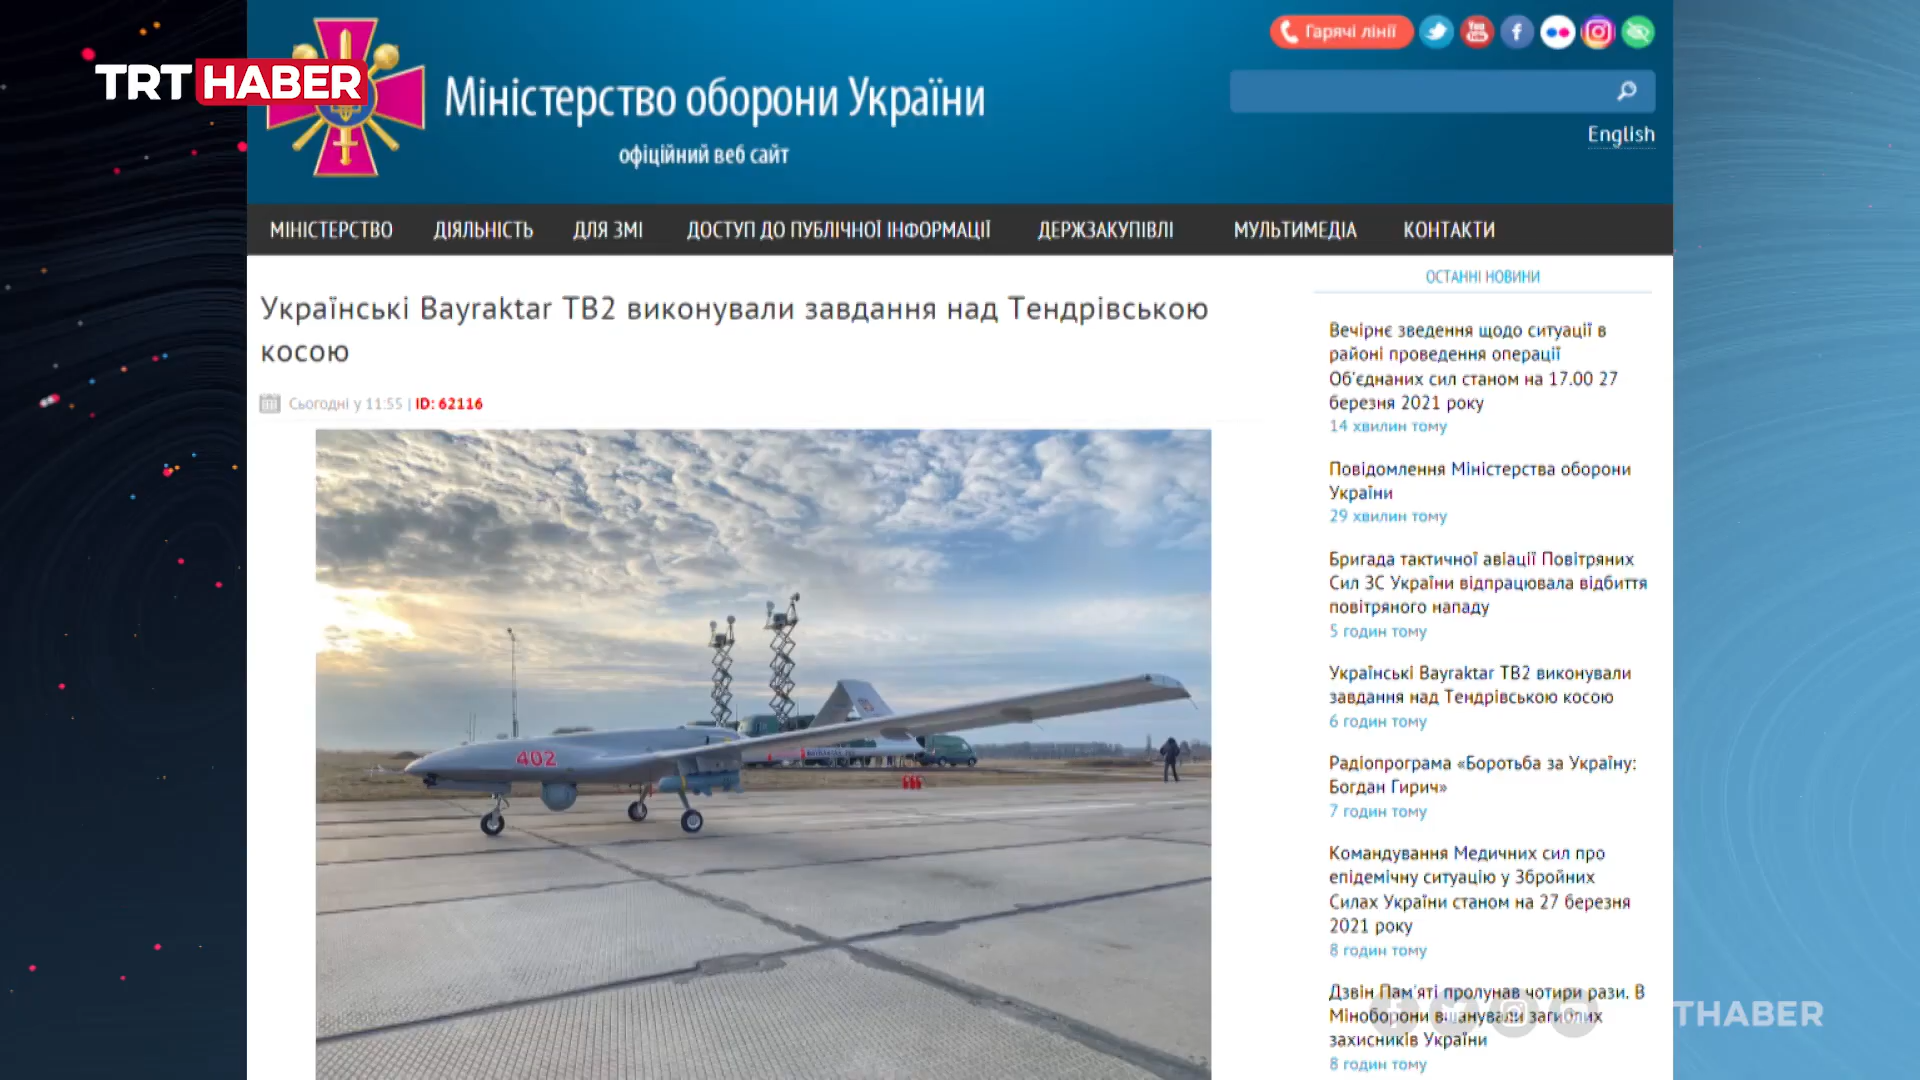 TRT HABER
Міністерство оборони України
офіційний веб сайт
Гарячі лінії
English
МІНІСТЕРСТВО ДІЯЛЬНІСТЬ ДЛЯ ЗМІ ДОСТУП ДО ПУБЛІЧНОЇ ІНФОРМАЦІЇ ДЕРЖЗАКУПІВЛІ МУЛЬТИМЕДІА КОНТАКТИ
Українські Bayraktar TB2 виконували завдання над Тендрівською
косою
Сьогодні у 11:55 | ID: 62116
402
ОСТАННІ НОВИНИ
Вечірнє зведення щодо ситуації в
районі проведення операції
Об'єднаних сил станом на 17.00 27
березня 2021 року
14 хвилин тому
Повідомлення Міністерства оборони
України
29 хвилин тому
Бригада тактичної авіації Повітряних
Сил ЗС України відпрацювала відбиття
повітряного нападу
5 годин тому
Українські Bayraktar TB2 виконували
завдання над Тендрівською косою
6 годин тому
Радіопрограма «Боротьба за Україну:
Богдан Гирич»
7 годин тому
Командування Медичних сил про
епідемічну ситуацію у Збройних
Силах України станом на 27 березня
2021 року
8 годин тому
Дзвін Пам'яті пролунав чотири рази. В
Міноборони вшанували загиблих
захисників України
8 годин тому
THABER